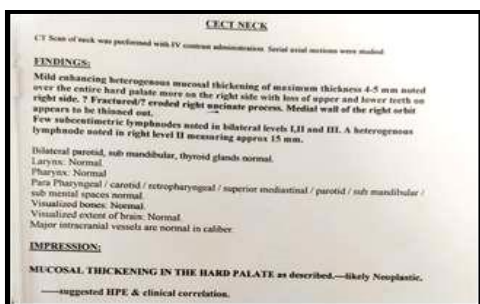 CECT NECK
CT Scan of neck was performed with IV contrast administration. Serial axial sections were studied.
FINDINGS:
Mild enhancing heterogenous mucosal thickening of maximum thickness 4-5 mm noted
over the entire hard palate more on the right side with loss of upper and lower teeth on
right side. ? Fractured/? eroded right uncinate process. Medial wall of the right orbit
appears to be thinned out.
Few subcentimetric lymphnodes noted in bilateral levels I,II and III. A heterogenous
lymphnode noted in right level II measuring approx 15 mm.
Bilateral parotid, sub mandibular, thyroid glands normal.
Larynx: Normal.
Pharynx: Normal
Para Pharyngeal / carotid / retropharyngeal / superior mediastinal / parotid / sub mandibular /
sub mental spaces normal.
Visualized bones: Normal.
Visualized extent of brain: Normal.
Major intracranial vessels are normal in caliber.
IMPRESSION:
MUCOSAL THICKENING IN THE HARD PALATE as described.—likely Neoplastic.
—suggested HPE & clinical correlation.